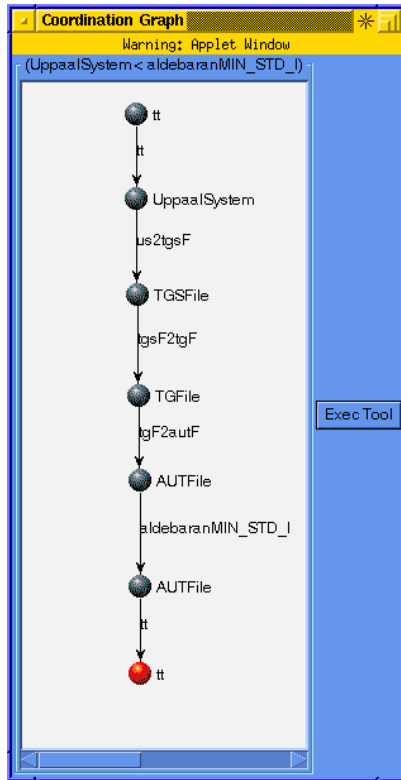 Coordination Graph
Warning: Applet Window
(UppaalSystem < aldebaranMIN_STD_I)
tt
tt
UppaalSystem
us2tgsF
TGSFile
tgsF2tgF
TGFile
tgF2autF
Exec Tool
AUTFile
aldebaranMIN_STD_I
AUTFile
tt
tt